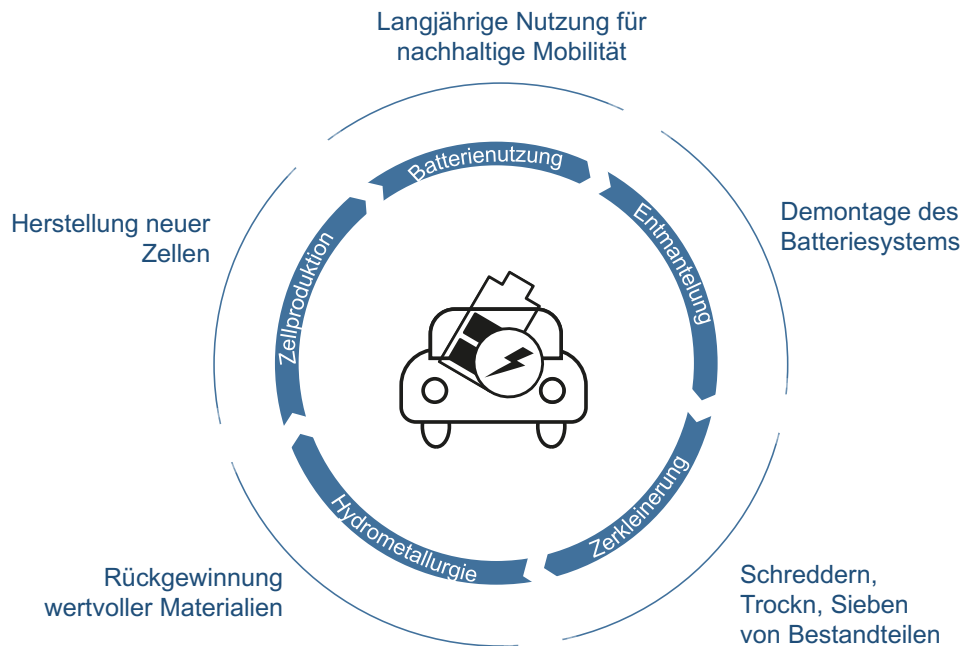 Langjährige Nutzung für
nachhaltige Mobilität
Batterienutzung
Entmantelung
Demontage des
Batteriesystems
Zerkleinerung
Schreddern,
Trockn, Sieben
von Bestandteilen
Hydrometallurgie
Rückgewinnung
wertvoller Materialien
Zellproduktion
Herstellung neuer
Zellen